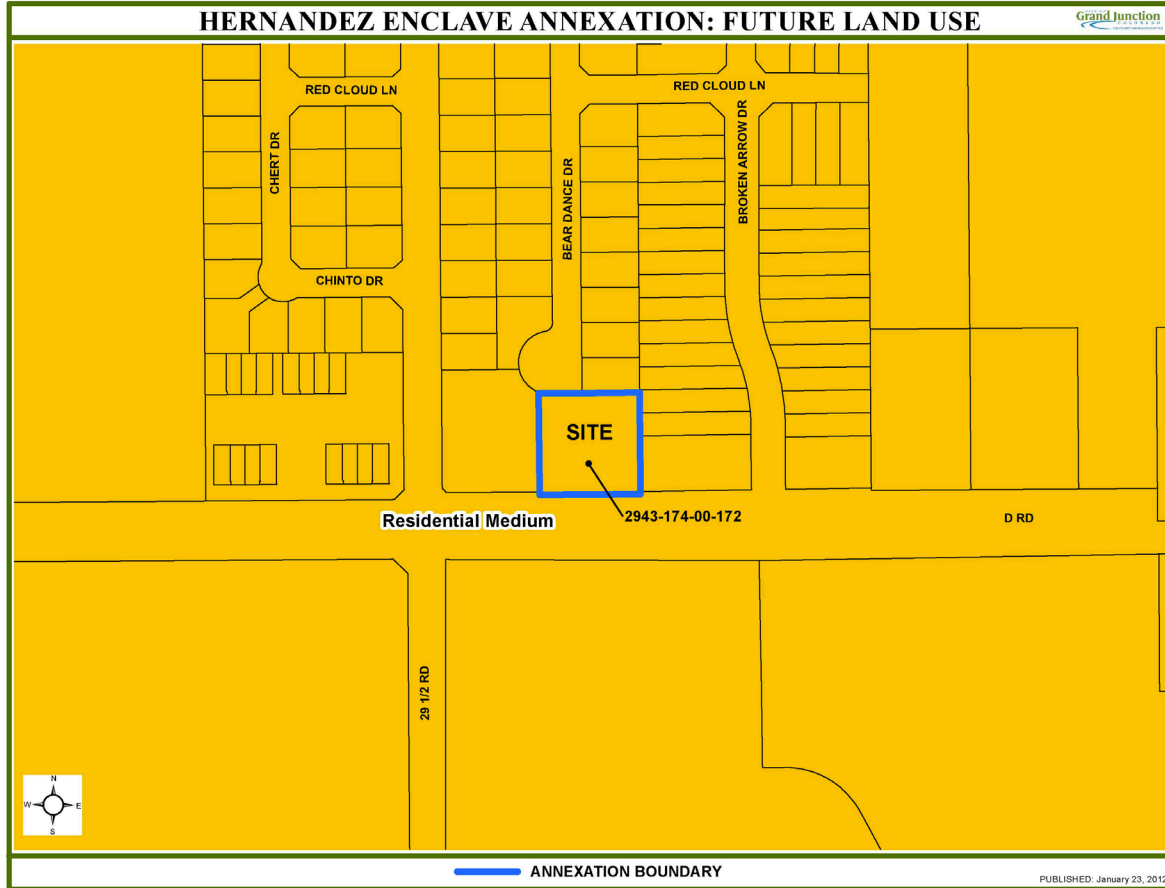 HERNANDEZ ENCLAVE ANNEXATION: FUTURE LAND USE
Grand Junction
COLORADO
RED CLOUD LN
RED CLOUD LN
CHERT DR
BEAR DANCE DR
BROKEN ARROW DR
CHINTO DR
SITE
2943-174-00-172
Residential Medium
D RD
29 1/2 RD
N
W
E
S
ANNEXATION BOUNDARY
PUBLISHED: January 23, 2012